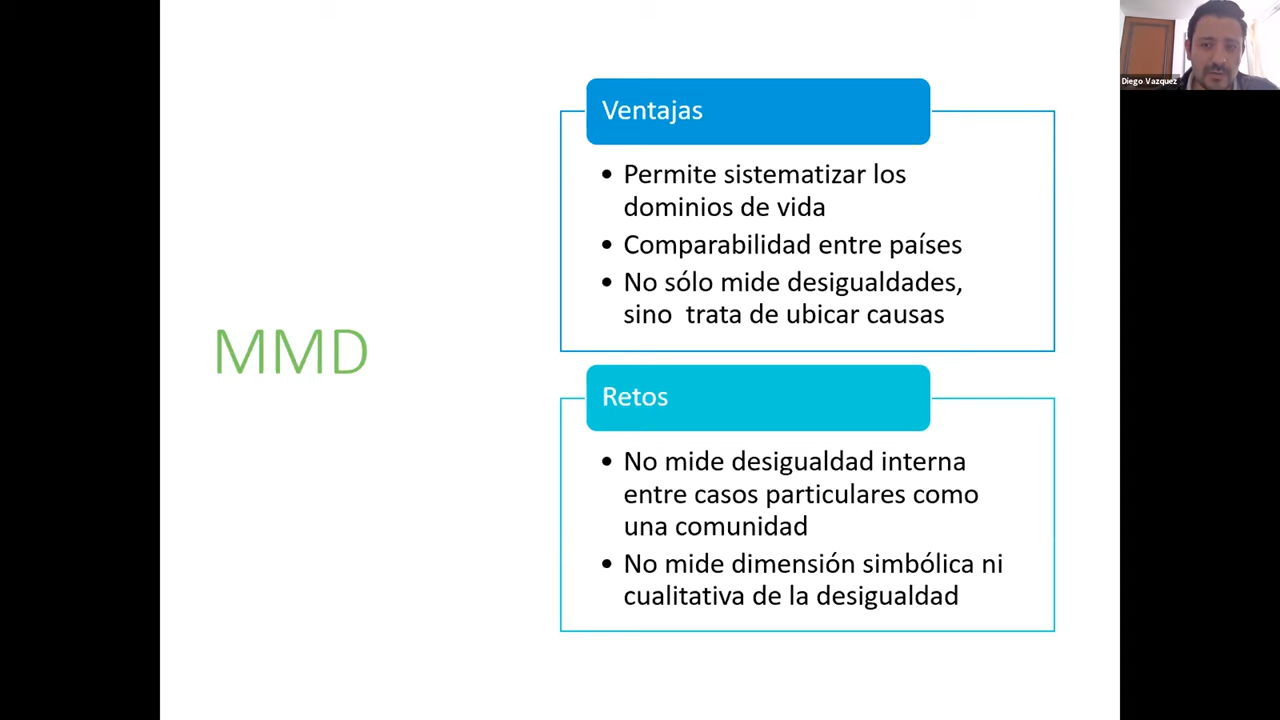 Diego Vazquez
Ventajas
• Permite sistematizar los
dominios de vida
• Comparabilidad entre países
• No sólo mide desigualdades,
sino  trata de ubicar causas
MMD
Retos
• No mide desigualdad interna
entre casos particulares como
una comunidad
• No mide dimensión simbólica ni
cualitativa de la desigualdad